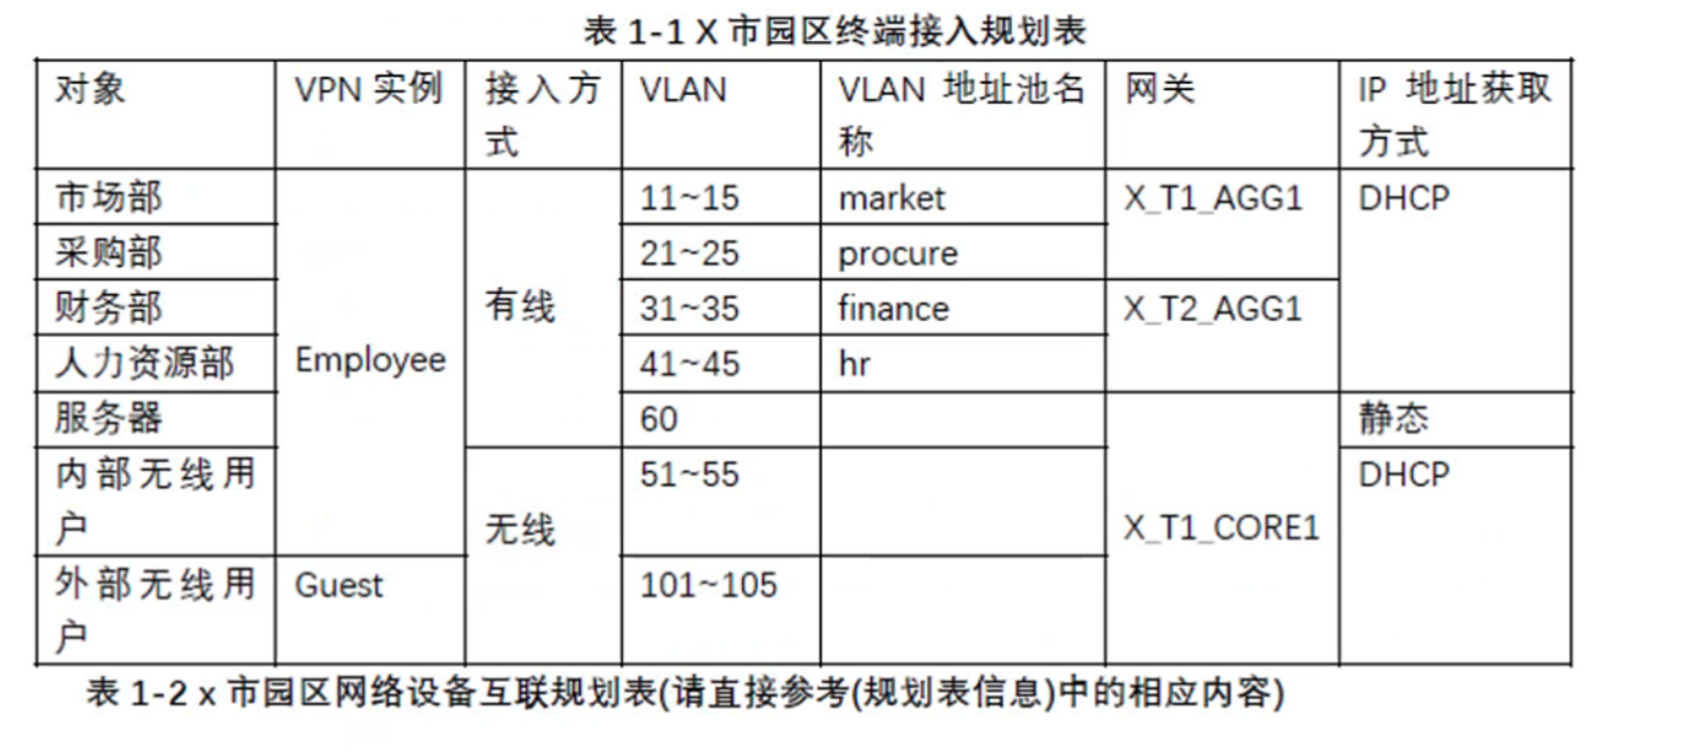 表 1-1 X 市园区终端接入规划表
对象 VPN 实例 接入方式 VLAN VLAN 地址池名称 网关 IP 地址获取方式
市场部 11~15 market X_T1_AGG1 DHCP
采购部 21~25 procure
财务部 有线 31~35 finance X_T2_AGG1
人力资源部 Employee 41~45 hr
服务器 60 静态
内部无线用户 无线 51~55 X_T1_CORE1 DHCP
外部无线用户 Guest 101~105
表 1-2 x 市园区网络设备互联规划表(请直接参考(规划表信息)中的相应内容)